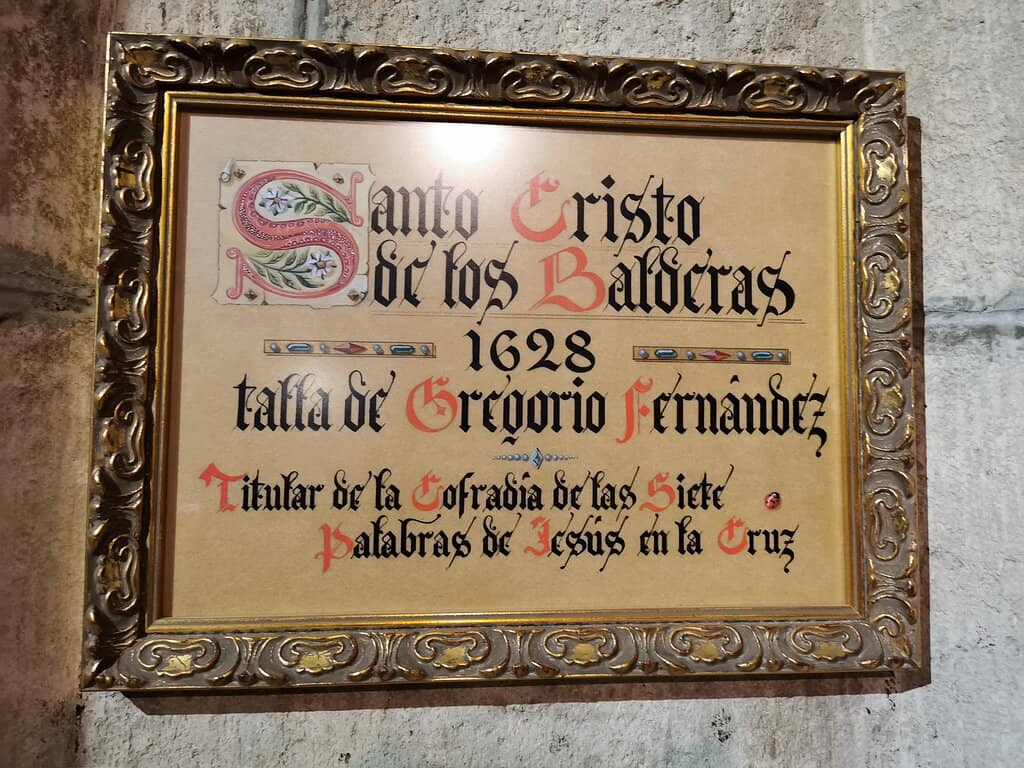 Santo Cristo
de los Balderas
1628
talla de Gregorio Fernández
Titular de la Cofradía de las Siete
Palabras de Jesús en la Cruz